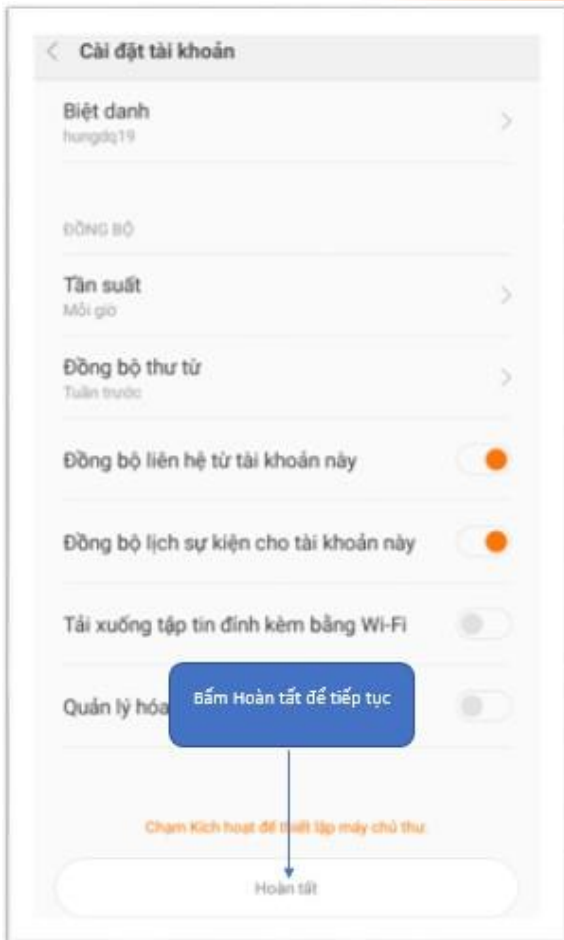 Cài đặt tài khoản
Biệt danh
hungdq19
ĐỒNG BỘ
Tần suất
Mỗi giờ
Đồng bộ thư từ
Tuần trước
Đồng bộ liên hệ từ tài khoản này
Đồng bộ lịch sự kiện cho tài khoản này
Tải xuống tập tin đính kèm bằng Wi-Fi
Quản lý hóa
Bấm Hoàn tất để tiếp tục
Chạm Kích hoạt để thiết lập máy chủ thư
Hoàn tất